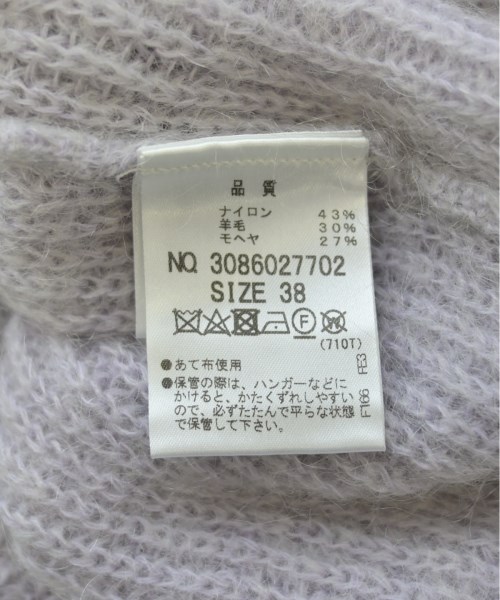 品 質
ナイロン 43%
羊毛 30%
モヘヤ 27%
NO. 3086027702
SIZE 38
F W
(710T)
●あて布使用
●保管の際は、ハンガーなどに
かけると、かたくずれしやすい
ので、必ずたたんで平らな状態
で保管して下さい。